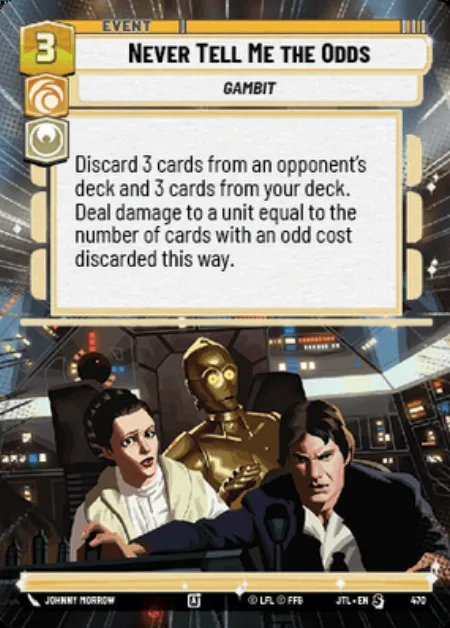 EVENT
3
NEVER TELL ME THE ODDS
GAMBIT
Discard 3 cards from an opponent's
deck and 3 cards from your deck.
Deal damage to a unit equal to the
number of cards with an odd cost
discarded this way.
JOHNNY MORROW
© LFL © FFG
JTL • EN
470